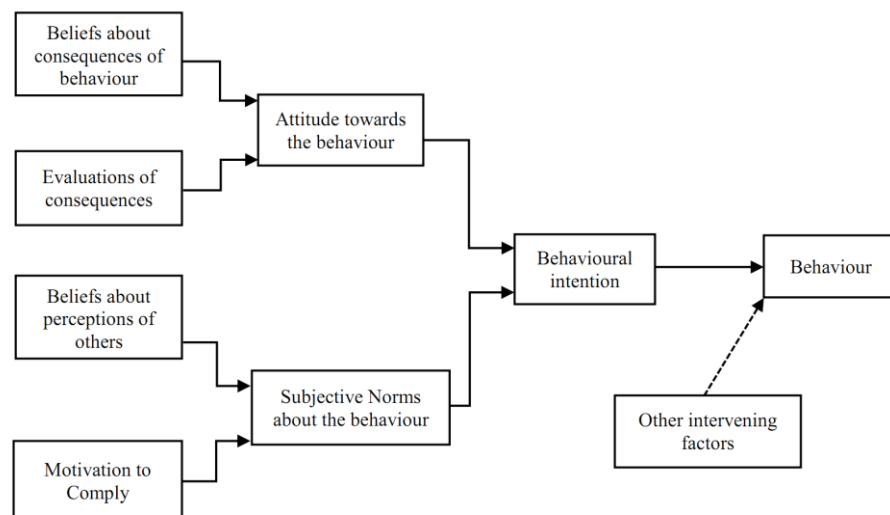 Beliefs about
consequences of
behaviour
Attitude towards
the behaviour
Evaluations of
consequences
Behavioural
intention
Behaviour
Beliefs about
perceptions of
others
Subjective Norms
about the behaviour
Other intervening
factors
Motivation to
Comply